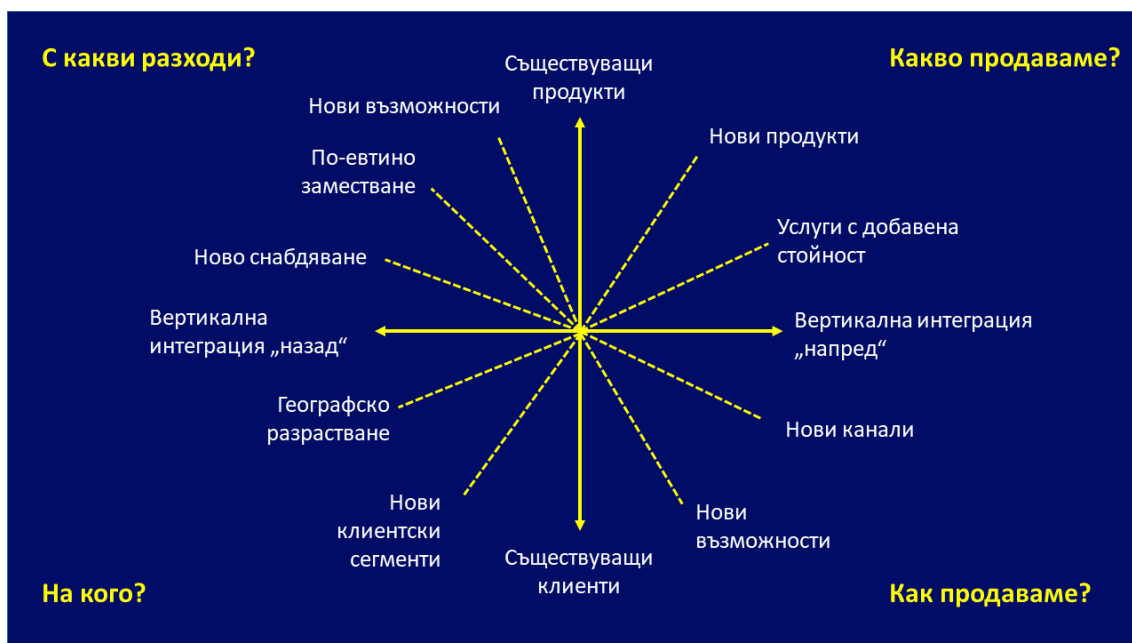 С какви разходи?
Какво продаваме?
Съществуващи
продукти
Нови възможности
Нови продукти
По-евтино
заместване
Услуги с добавена
стойност
Ново снабдяване
Вертикална
интеграция „назад“
Вертикална интеграция
„напред“
Географско
разрастване
Нови канали
Нови
клиентски
сегменти
Нови
възможности
Съществуващи
клиенти
На кого?
Как продаваме?